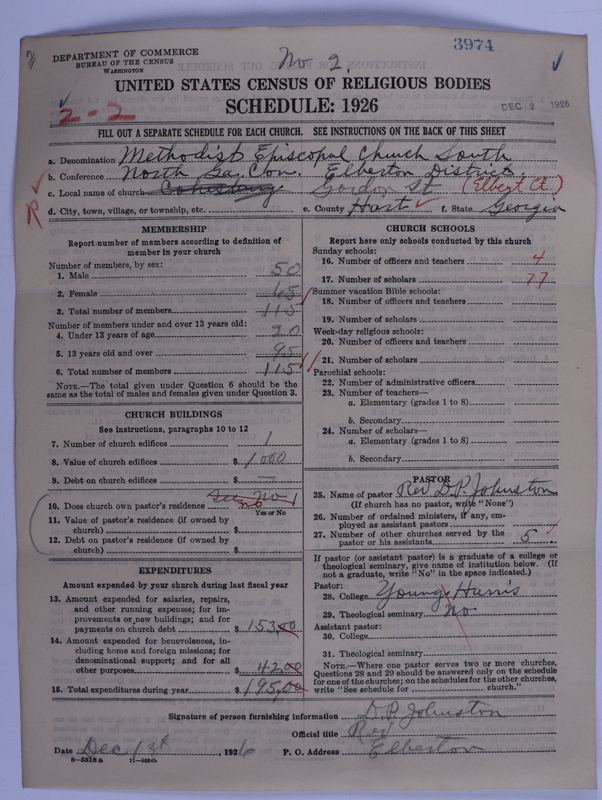 3974
DEPARTMENT OF COMMERCE
BUREAU OF THE CENSUS
WASHINGTON
No 2
UNITED STATES CENSUS OF RELIGIOUS BODIES
SCHEDULE: 1926
DEC 2 1926
2-2
FILL OUT A SEPARATE SCHEDULE FOR EACH CHURCH. SEE INSTRUCTIONS ON THE BACK OF THIS SHEET
a. Denomination Methodist Episcopal Church South
b. Conference North Ga. Con. Elberton District
c. Local name of church Gordon St (Elbert Ct.)
d. City, town, village, or township, etc. e. County Hart f. State Georgia
MEMBERSHIP
Report number of members according to definition of member in your church
Number of members, by sex:
1. Male 50
2. Female 65
3. Total number of members 115
Number of members under and over 13 years old:
4. Under 13 years of age 20
5. 13 years old and over 95
6. Total number of members 115
NOTE.—The total given under Question 6 should be the
same as the total of males and females given under Question 3.
CHURCH BUILDINGS
See instructions, paragraphs 10 to 12
7. Number of church edifices 1
8. Value of church edifices $ 1000
9. Debt on church edifices $ —
10. Does church own pastor's residence See No 1
no
Yes or No
11. Value of pastor's residence (if owned by
church) $
12. Debt on pastor's residence (if owned by
church) $
EXPENDITURES
Amount expended by your church during last fiscal year
13. Amount expended for salaries, repairs,
and other running expenses; for im-
provements or new buildings; and for
payments on church debt $ 153.00
14. Amount expended for benevolences, in-
cluding home and foreign missions; for
denominational support; and for all
other purposes $ 42.00
15. Total expenditures during year $ 195.00
CHURCH SCHOOLS
Report here only schools conducted by this church
Sunday schools:
16. Number of officers and teachers 4
17. Number of scholars 77
Summer vacation Bible schools:
18. Number of officers and teachers
19. Number of scholars
Week-day religious schools:
20. Number of officers and teachers
21. Number of scholars
Parochial schools:
22. Number of administrative officers
23. Number of teachers—
a. Elementary (grades 1 to 8)
b. Secondary
24. Number of scholars—
a. Elementary (grades 1 to 8)
b. Secondary
PASTOR
25. Name of pastor Rev D. P. Johnston
(If church has no pastor, write "None")
26. Number of ordained ministers, if any, em-
ployed as assistant pastors
27. Number of other churches served by the
pastor or his assistants 5
If pastor (or assistant pastor) is a graduate of a college or
theological seminary, give name of institution below. (If
not a graduate, write "No" in the space indicated.)
Pastor:
28. College Young Harris
29. Theological seminary No
Assistant pastor:
30. College
31. Theological seminary
NOTE.—Where one pastor serves two or more churches,
Questions 28 and 29 should be answered only on the schedule
for one of the churches; on the schedules for the other churches,
write "See schedule for church."
Signature of person furnishing information D. P. Johnston
Official title Rev
Date Dec 1st, 1926 P. O. Address Elberton
8—5518 a 11—9564b